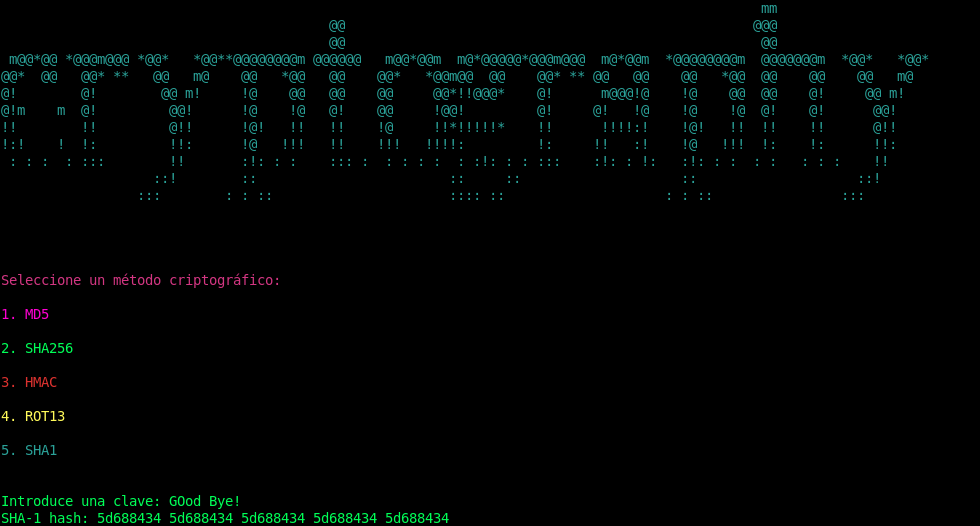 cryptography
Seleccione un método criptográfico:
1. MD5
2. SHA256
3. HMAC
4. ROT13
5. SHA1
Introduce una clave: GOod Bye!
SHA-1 hash: 5d688434 5d688434 5d688434 5d688434 5d688434